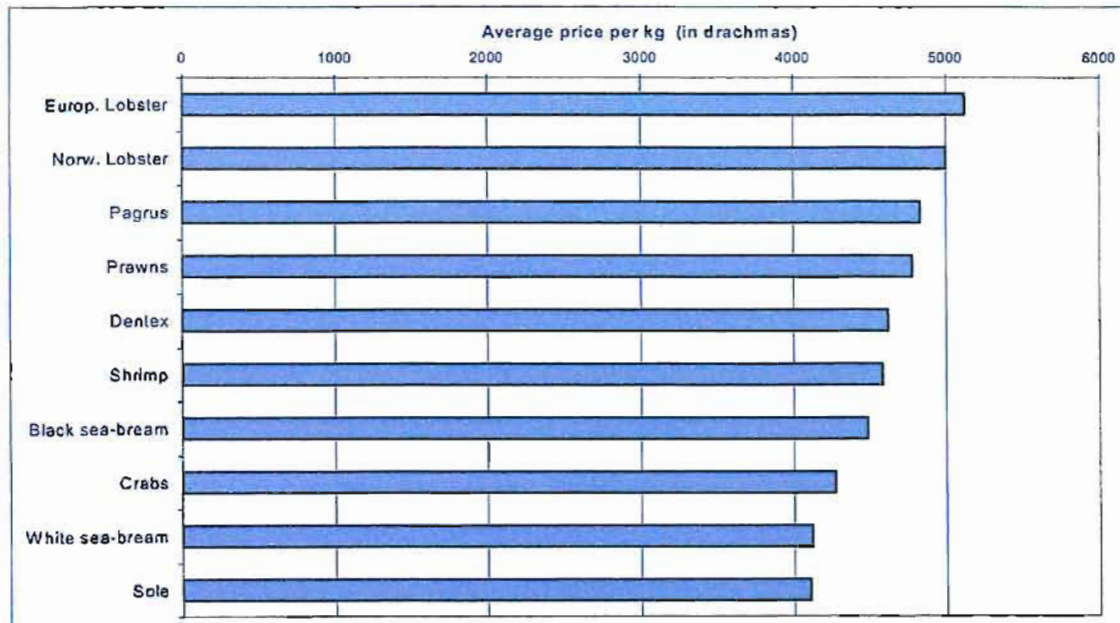 Average price per kg (in drachmas)
0 1000 2000 3000 4000 5000 6000
Europ. Lobster
Norw. Lobster
Pagrus
Prawns
Dentex
Shrimp
Black sea-bream
Crabs
White sea-bream
Sole